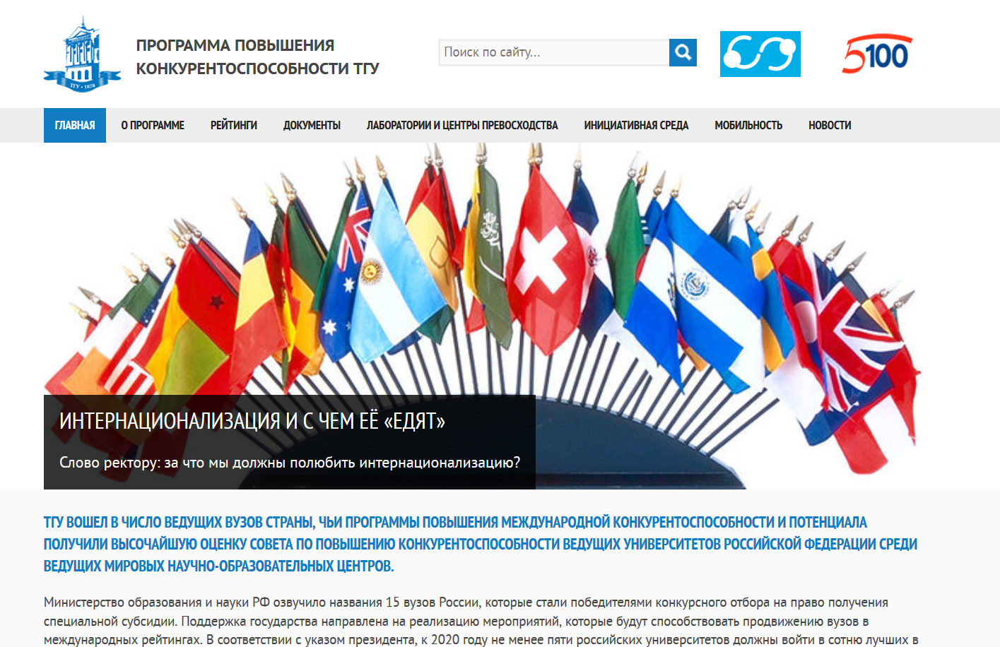 ПРОГРАММА ПОВЫШЕНИЯ
КОНКУРЕНТОСПОСОБНОСТИ ТГУ
ТГУ • 1878
Поиск по сайту...
5100
ГЛАВНАЯ
О ПРОГРАММЕ
РЕЙТИНГИ
ДОКУМЕНТЫ
ЛАБОРАТОРИИ И ЦЕНТРЫ ПРЕВОСХОДСТВА
ИНИЦИАТИВНАЯ СРЕДА
МОБИЛЬНОСТЬ
НОВОСТИ
ИНТЕРНАЦИОНАЛИЗАЦИЯ И С ЧЕМ ЕЁ «ЕДЯТ»
Слово ректору: за что мы должны полюбить интернационализацию?
ТГУ ВОШЕЛ В ЧИСЛО ВЕДУЩИХ ВУЗОВ СТРАНЫ, ЧЬИ ПРОГРАММЫ ПОВЫШЕНИЯ МЕЖДУНАРОДНОЙ КОНКУРЕНТОСПОСОБНОСТИ И ПОТЕНЦИАЛА
ПОЛУЧИЛИ ВЫСОЧАЙШУЮ ОЦЕНКУ СОВЕТА ПО ПОВЫШЕНИЮ КОНКУРЕНТОСПОСОБНОСТИ ВЕДУЩИХ УНИВЕРСИТЕТОВ РОССИЙСКОЙ ФЕДЕРАЦИИ СРЕДИ
ВЕДУЩИХ МИРОВЫХ НАУЧНО-ОБРАЗОВАТЕЛЬНЫХ ЦЕНТРОВ.
Министерство образования и науки РФ озвучило названия 15 вузов России, которые стали победителями конкурсного отбора на право получения
специальной субсидии. Поддержка государства направлена на реализацию мероприятий, которые будут способствовать продвижению вузов в
международных рейтингах. В соответствии с указом президента, к 2020 году не менее пяти российских университетов должны войти в сотню лучших в